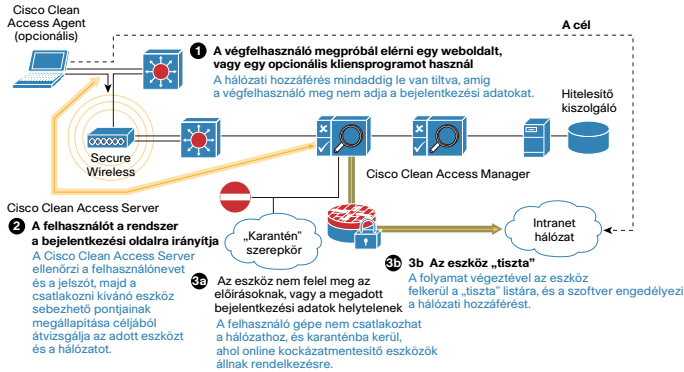 Cisco Clean
Access Agent
(opcionális)
A cél
1 A végfelhasználó megpróbál elérni egy weboldalt,
vagy egy opcionális kliensprogramot használ
A hálózati hozzáférés mindaddig le van tiltva, amíg
a végfelhasználó meg nem adja a bejelentkezési adatokat.
Hitelesítő
kiszolgáló
Secure
Wireless
Cisco Clean Access Manager
Cisco Clean Access Server
2 A felhasználót a rendszer
a bejelentkezési oldalra irányítja
A Cisco Clean Access Server
ellenőrzi a felhasználónevet
és a jelszót, majd a
csatlakozni kívánó eszköz
sebezhető pontjainak
megállapítása céljából
átvizsgálja az adott eszközt
és a hálózatot.
„Karantén”
szerepkör
3a Az eszköz nem felel meg az
előírásoknak, vagy a megadott
bejelentkezési adatok helytelenek
A felhasználó gépe nem csatlakozhat
a hálózathoz, és karanténba kerül,
ahol online kockázatmentesítő eszközök
állnak rendelkezésre.
Intranet
hálózat
3b 3b Az eszköz „tiszta”
A folyamat végeztével az eszköz
felkerül a „tiszta” listára, és a szoftver engedélyezi
a hálózati hozzáférést.